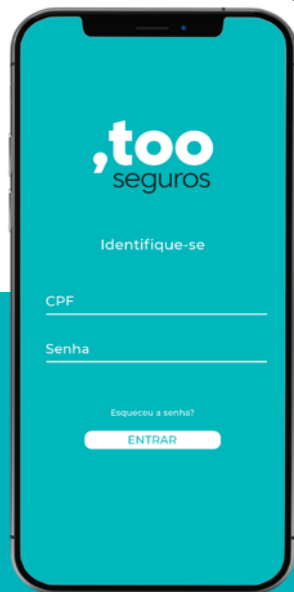 ,too
seguros
Identifique-se
CPF
Senha
Esqueceu a senha?
ENTRAR